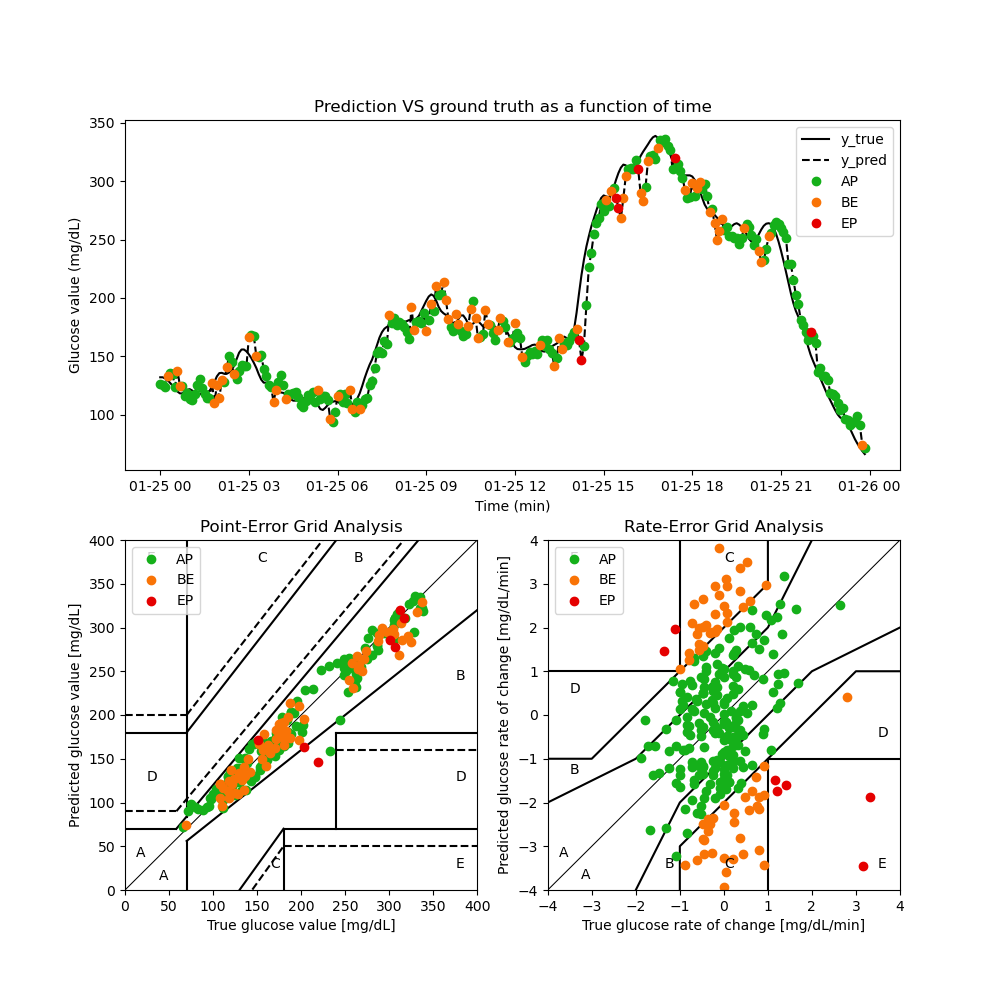 Prediction VS ground truth as a function of time
Glucose value (mg/dL)
350
300
250
200
150
100
y_true
y_pred
AP
BE
EP
01-25 00 01-25 03 01-25 06 01-25 09 01-25 12 01-25 15 01-25 18 01-25 21 01-26 00
Time (min)
Point-Error Grid Analysis
Predicted glucose value [mg/dL]
400
350
300
250
200
150
100
50
0
AP
BE
EP
C
B
B
D
D
A
A
C
E
0 50 100 150 200 250 300 350 400
True glucose value [mg/dL]
Rate-Error Grid Analysis
Predicted glucose rate of change [mg/dL/min]
4
3
2
1
0
−1
−2
−3
−4
AP
BE
EP
C
D
D
B
A
A
B
C
E
−4 −3 −2 −1 0 1 2 3 4
True glucose rate of change [mg/dL/min]